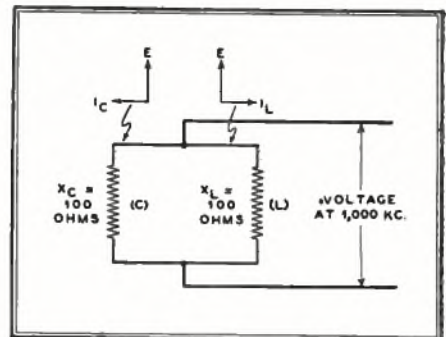 E E
I_C I_L
X_C = 100 OHMS
(C)
X_L = 100 OHMS
(L)
VOLTAGE
AT 1,000 KC.